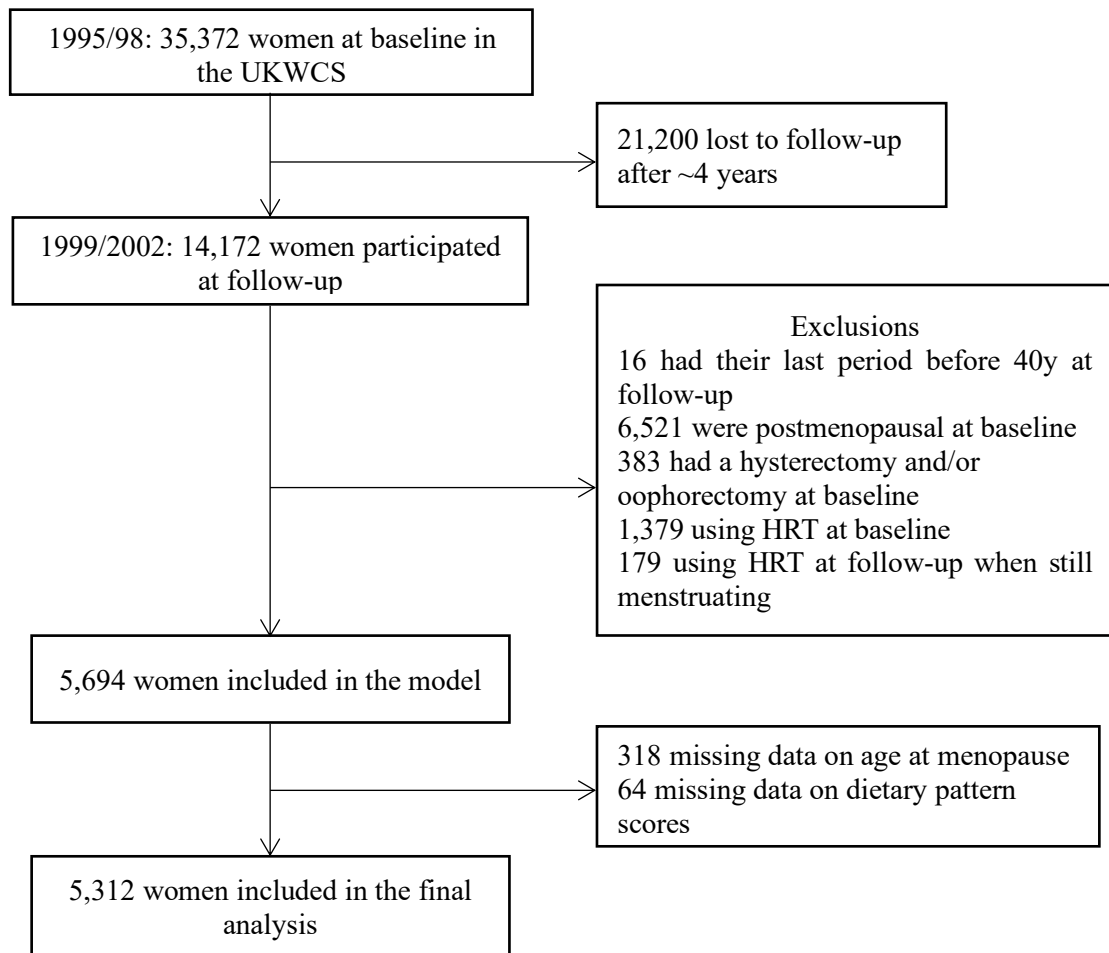 1995/98: 35,372 women at baseline in
the UKWCS
21,200 lost to follow-up
after ~4 years
1999/2002: 14,172 women participated
at follow-up
Exclusions
16 had their last period before 40y at
follow-up
6,521 were postmenopausal at baseline
383 had a hysterectomy and/or
oophorectomy at baseline
1,379 using HRT at baseline
179 using HRT at follow-up when still
menstruating
5,694 women included in the model
318 missing data on age at menopause
64 missing data on dietary pattern
scores
5,312 women included in the final
analysis